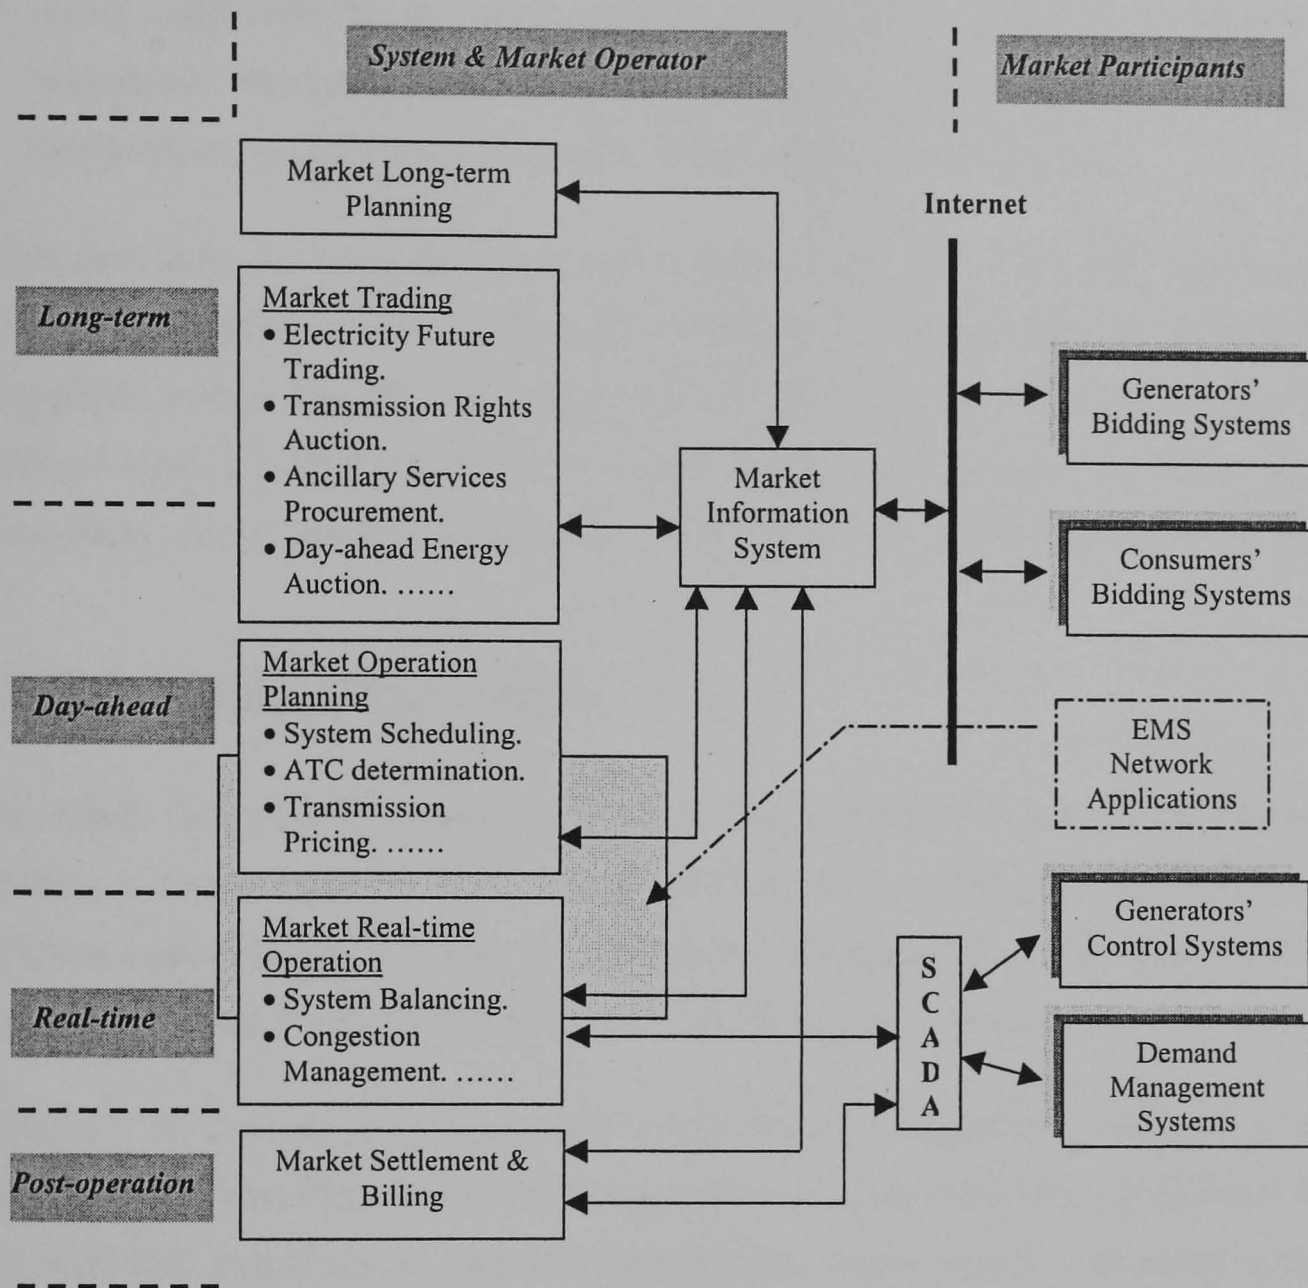 System & Market Operator
Market Participants
Market Long-term
Planning
Internet
Long-term
Market Trading
• Electricity Future
Trading.
• Transmission Rights
Auction.
• Ancillary Services
Procurement.
• Day-ahead Energy
Auction. ……
Market
Information
System
Generators’
Bidding Systems
Consumers’
Bidding Systems
Day-ahead
Market Operation
Planning
• System Scheduling.
• ATC determination.
• Transmission
Pricing. ……
EMS
Network
Applications
Real-time
Market Real-time
Operation
• System Balancing.
• Congestion
Management. ……
S
C
A
D
A
Generators’
Control Systems
Demand
Management
Systems
Post-operation
Market Settlement &
Billing